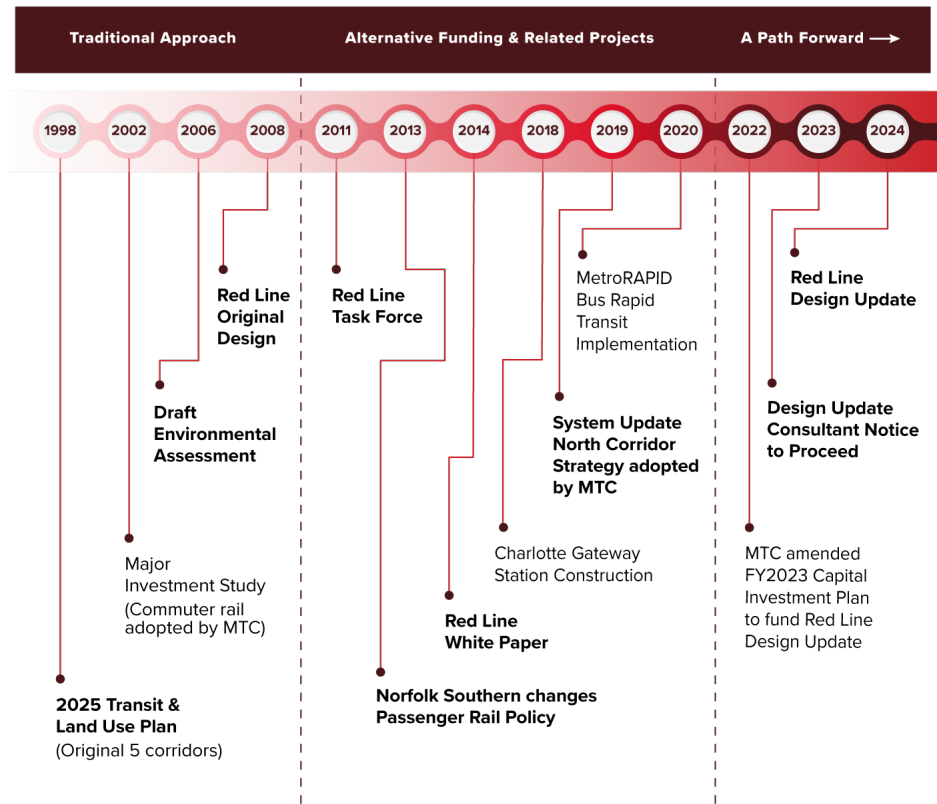 Traditional Approach
Alternative Funding & Related Projects
A Path Forward
1998
2002
2006
2008
2011
2013
2014
2018
2019
2020
2022
2023
2024
Red Line
Original
Design
Draft
Environmental
Assessment
Major
Investment Study
(Commuter rail
adopted by MTC)
2025 Transit &
Land Use Plan
(Original 5 corridors)
Red Line
Task Force
MetroRAPID
Bus Rapid
Transit
Implementation
System Update
North Corridor
Strategy adopted
by MTC
Charlotte Gateway
Station Construction
Red Line
White Paper
Norfolk Southern changes
Passenger Rail Policy
Red Line
Design Update
Design Update
Consultant Notice
to Proceed
MTC amended
FY2023 Capital
Investment Plan
to fund Red Line
Design Update